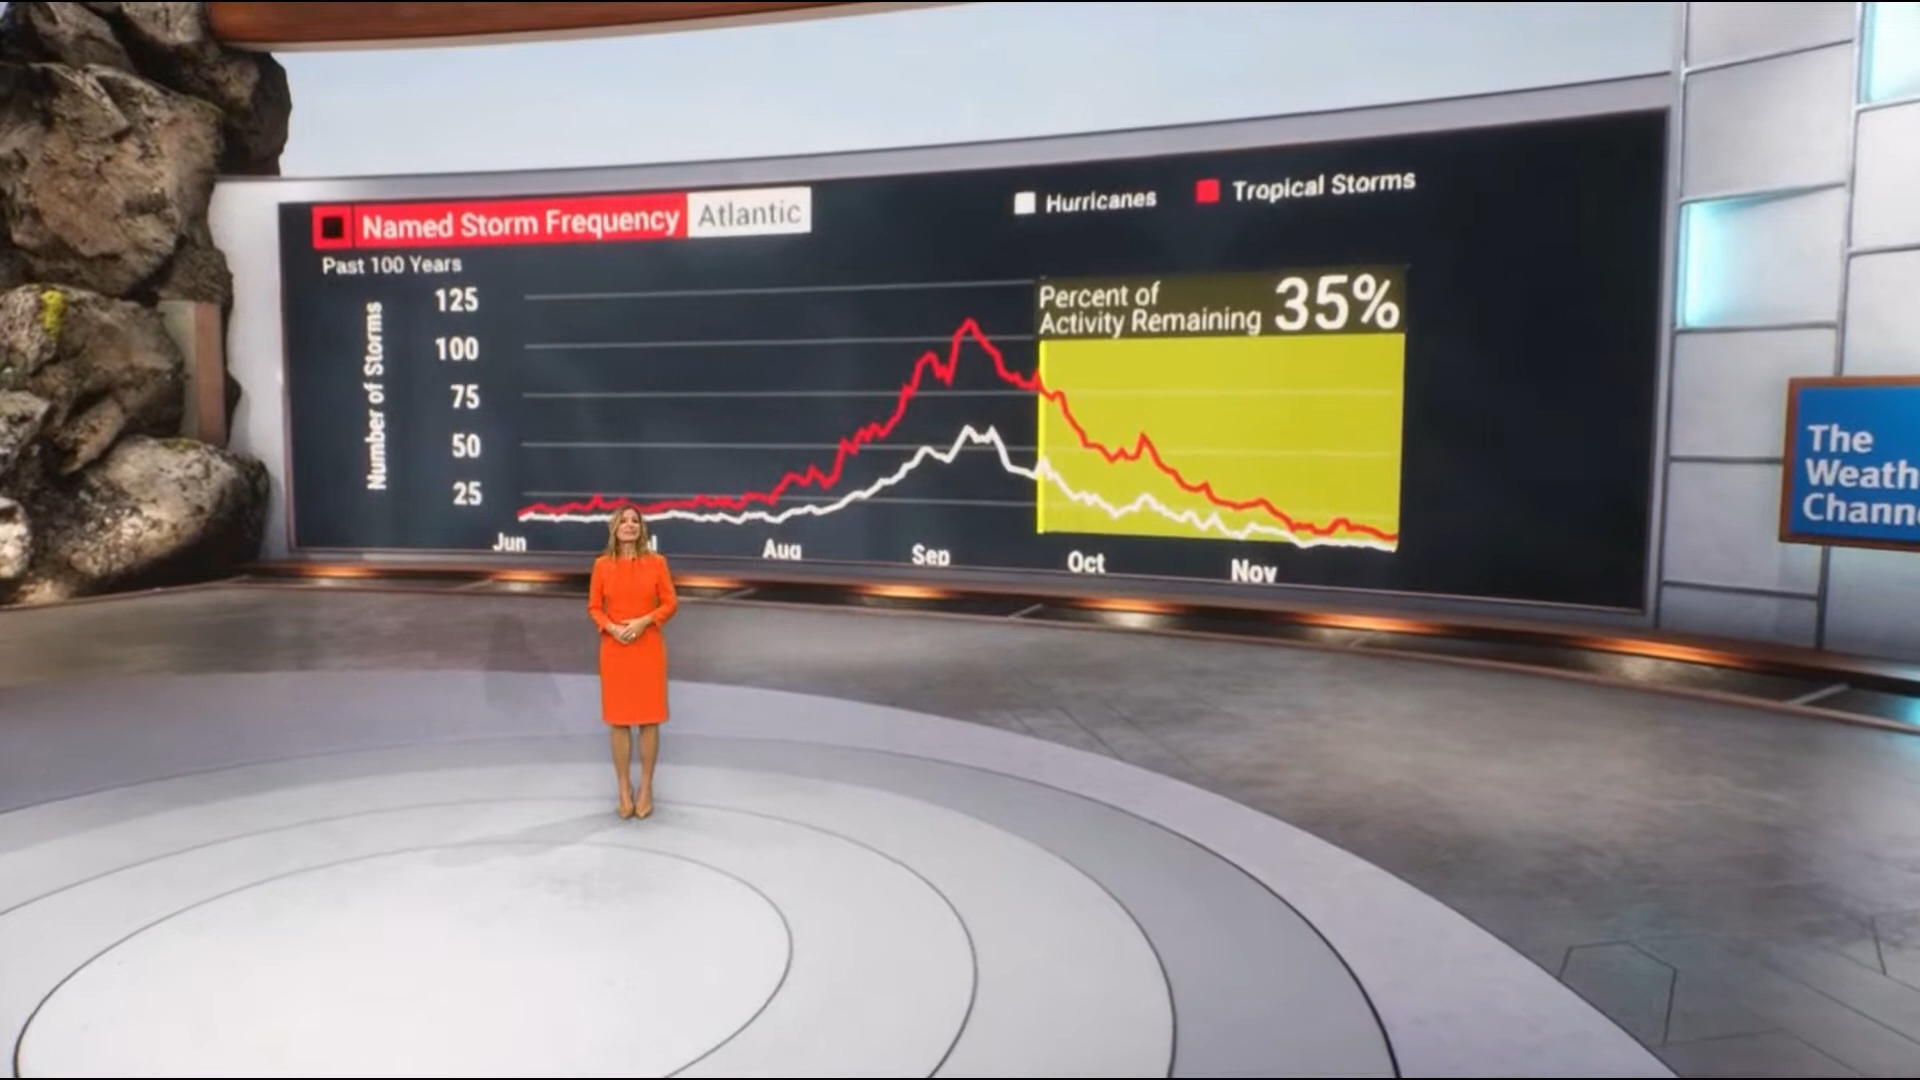 Named Storm Frequency Atlantic
Past 100 Years
Hurricanes
Tropical Storms
Number of Storms
125
100
75
50
25
Percent of
Activity Remaining 35%
Jun
Aug
Sep
Oct
Nov
The
Weath
Channe